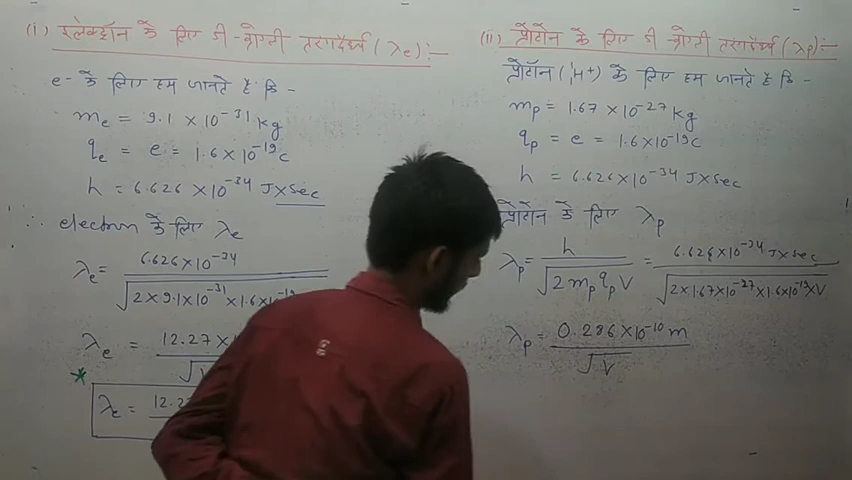 (i) इलेक्ट्रॉन के लिए डी-ब्रोग्ली तरंगदैर्ध्य (λe):-
e- के लिए हम जानते है कि -
me = 9.1 × 10^-31 kg
qe = e = 1.6 × 10^-19 c
h = 6.626 × 10^-34 J×Sec
∴ electron के लिए λe
λe = 6.626×10^-34 / √2×9.1×10^-31×1.6×10^-19
λe = 12.27× / √
* λe = 12.2
(ii) प्रोटॉन के लिए डी ब्रोग्ली तरंगदैर्ध्य (λp):-
प्रोटॉन (¦H+) के लिए हम जानते है कि -
mp = 1.67 × 10^-27 kg
qp = e = 1.6×10^-19 c
h = 6.626×10^-34 J×Sec
प्रोटॉन के लिए λp
λp = h / √2 mp qp V = 6.626×10^-34 J×sec / √2×1.67×10^-27×1.6×10^-19×V
λp = 0.286×10^-10 m / √V